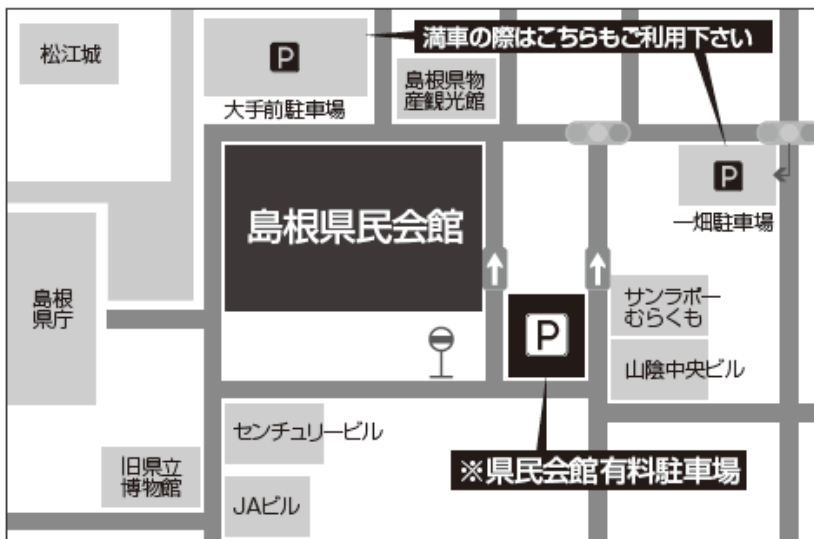 松江城
P
満車の際はこちらもご利用下さい
大手前駐車場
島根県物
産観光館
島根県民会館
P
一畑駐車場
島根
県庁
P
サンラポー
むらくも
山陰中央ビル
センチュリービル
※県民会館有料駐車場
旧県立
博物館
JAビル